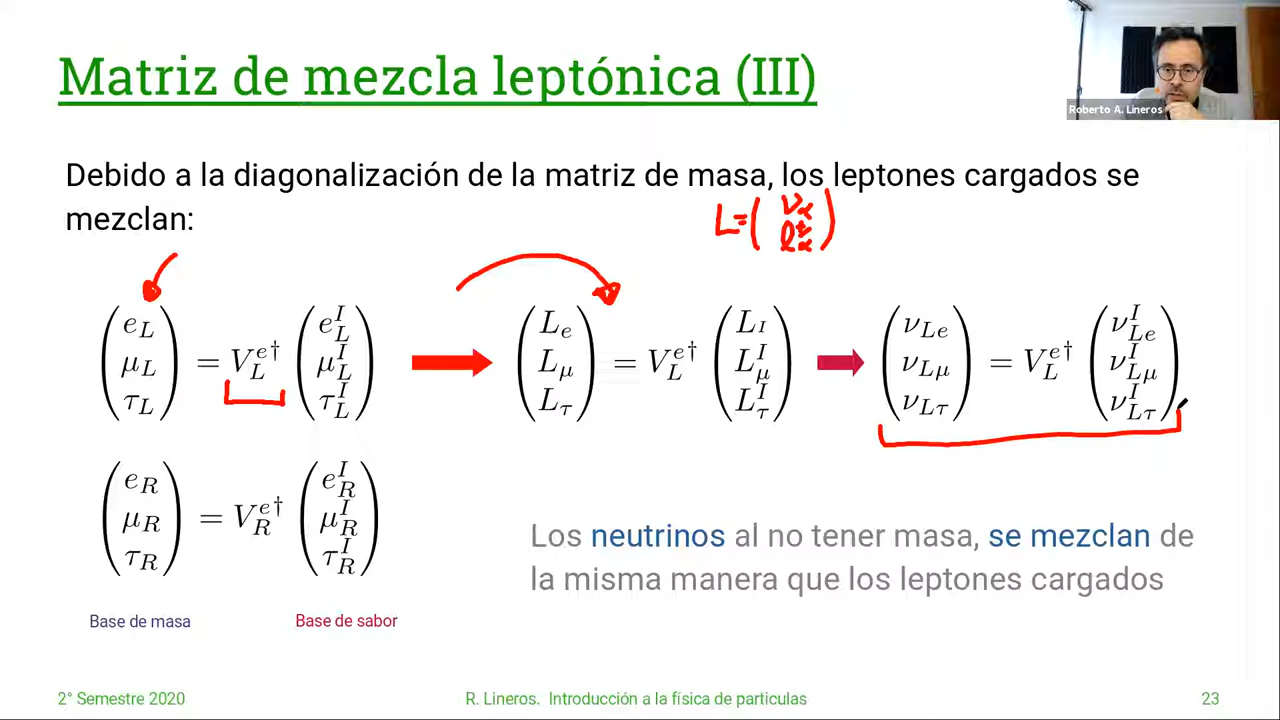 Matriz de mezcla leptónica (III)
Roberto A. Lineros
Debido a la diagonalización de la matriz de masa, los leptones cargados se
mezclan:
L=(ν_α ℓ^±_α)
(e_L μ_L τ_L) = V_L^{e†} (e_L^I μ_L^I τ_L^I) (L_e L_μ L_τ) = V_L^{e†} (L^I L_μ^I L_τ^I) (ν_{Le} ν_{Lμ} ν_{Lτ}) = V_L^{e†} (ν_{Le}^I ν_{Lμ}^I ν_{Lτ}^I)
(e_R μ_R τ_R) = V_R^{e†} (e_R^I μ_R^I τ_R^I)
Los neutrinos al no tener masa, se mezclan de
la misma manera que los leptones cargados
Base de masa Base de sabor
2° Semestre 2020 R. Lineros. Introducción a la física de particulas 23